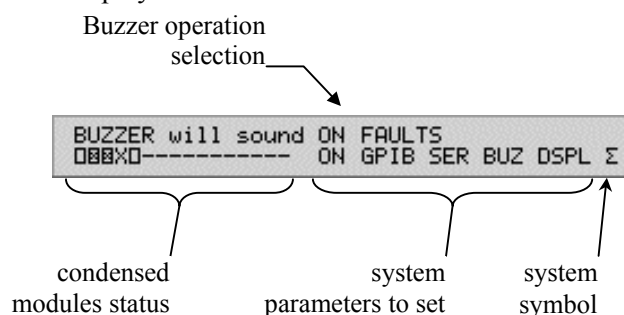 Buzzer operation
selection
BUZZER will sound ON FAULTS
▯⊠⊠X▯----------- ON GPIB SER BUZ DSPL Σ
condensed
modules status
system
parameters to set
system
symbol